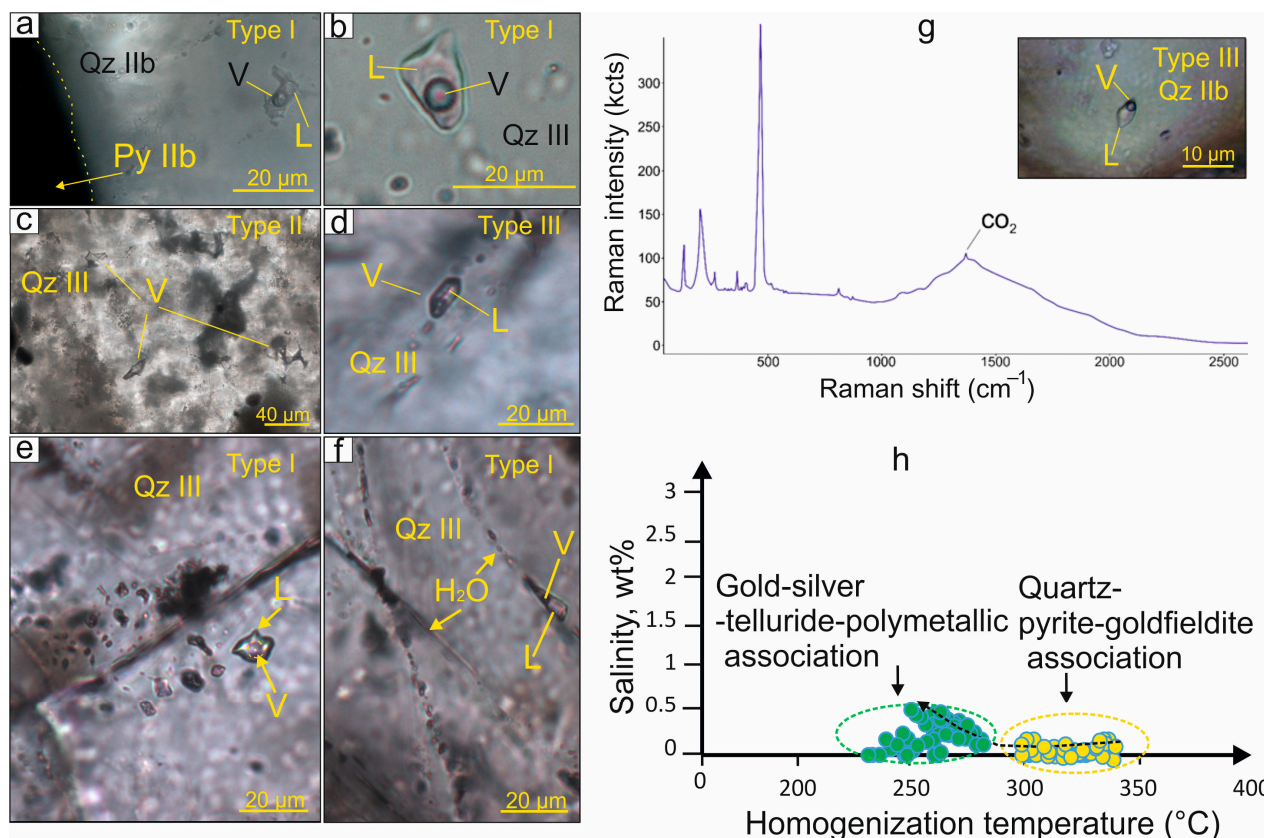 a
Type I
Qz IIb
V
L
Py IIb
20 µm
b
Type I
L
V
Qz III
20 µm
c
Type II
Qz III
V
40 µm
d
Type III
V
L
Qz III
20 µm
e
Type I
Qz III
L
V
20 µm
f
Type I
Qz III
V
H₂O
L
20 µm
g
Type III
Qz IIb
V
L
10 µm
Raman intensity (kcts)
300
250
200
150
100
50
0
CO₂
500
1000
1500
2000
2500
Raman shift (cm⁻¹)
h
Salinity, wt%
3
2.5
2
1.5
1
0.5
0
Gold-silver
-telluride-polymetallic
association
Quartz-
pyrite-goldfieldite
association
0
200
250
300
350
400
Homogenization temperature (°C)